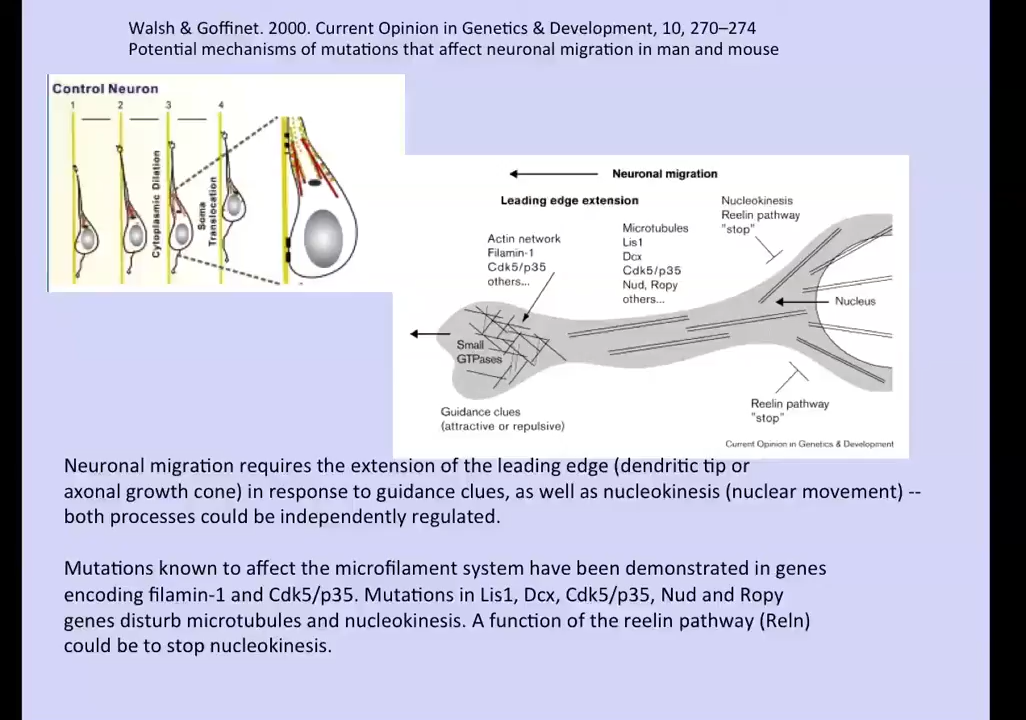 Walsh & Goffinet. 2000. Current Opinion in Genetics & Development, 10, 270–274
Potential mechanisms of mutations that affect neuronal migration in man and mouse
Control Neuron
1 2 3 4
Cytoplasmic Dilation
Soma
Translocation
Neuronal migration
Leading edge extension
Nucleokinesis
Reelin pathway
"stop"
Actin network
Filamin-1
Cdk5/p35
others...
Microtubules
Lis1
Dcx
Cdk5/p35
Nud, Ropy
others...
Nucleus
Small
GTPases
Guidance clues
(attractive or repulsive)
Reelin pathway
"stop"
Current Opinion in Genetics & Development
Neuronal migration requires the extension of the leading edge (dendritic tip or
axonal growth cone) in response to guidance clues, as well as nucleokinesis (nuclear movement) --
both processes could be independently regulated.
Mutations known to affect the microfilament system have been demonstrated in genes
encoding filamin-1 and Cdk5/p35. Mutations in Lis1, Dcx, Cdk5/p35, Nud and Ropy
genes disturb microtubules and nucleokinesis. A function of the reelin pathway (Reln)
could be to stop nucleokinesis.